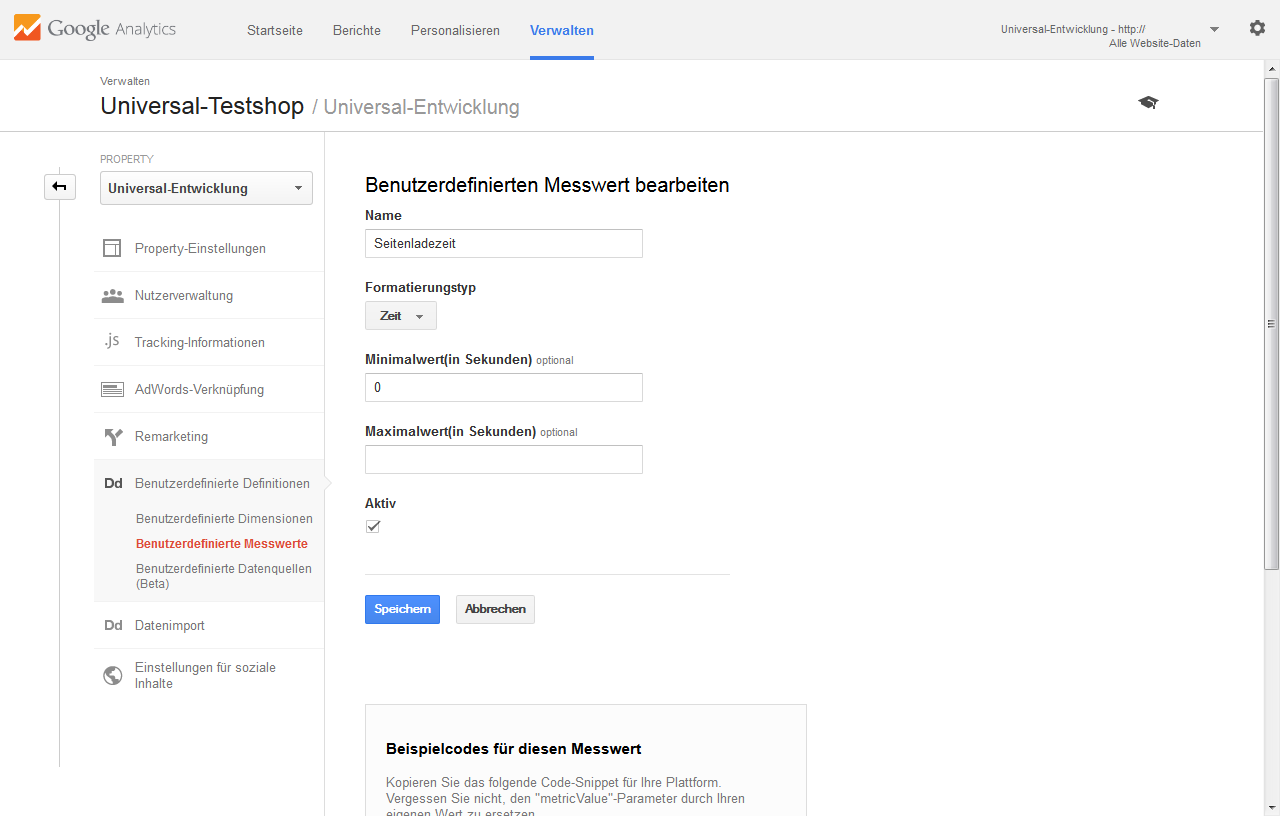 Google Analytics
Startseite Berichte Personalisieren Verwalten
Universal-Entwicklung - http://
Alle Website-Daten
Verwalten
Universal-Testshop / Universal-Entwicklung
PROPERTY
Universal-Entwicklung
Property-Einstellungen
Nutzerverwaltung
.js Tracking-Informationen
AdWords-Verknüpfung
Remarketing
Dd Benutzerdefinierte Definitionen
Benutzerdefinierte Dimensionen
Benutzerdefinierte Messwerte
Benutzerdefinierte Datenquellen
(Beta)
Dd Datenimport
Einstellungen für soziale
Inhalte
Benutzerdefinierten Messwert bearbeiten
Name
Seitenladezeit
Formatierungstyp
Zeit
Minimalwert(in Sekunden) optional
0
Maximalwert(in Sekunden) optional
Aktiv
Speichern Abbrechen
Beispielcodes für diesen Messwert
Kopieren Sie das folgende Code-Snippet für Ihre Plattform.
Vergessen Sie nicht, den "metricValue"-Parameter durch Ihren
eigenen Wert zu ersetzen.